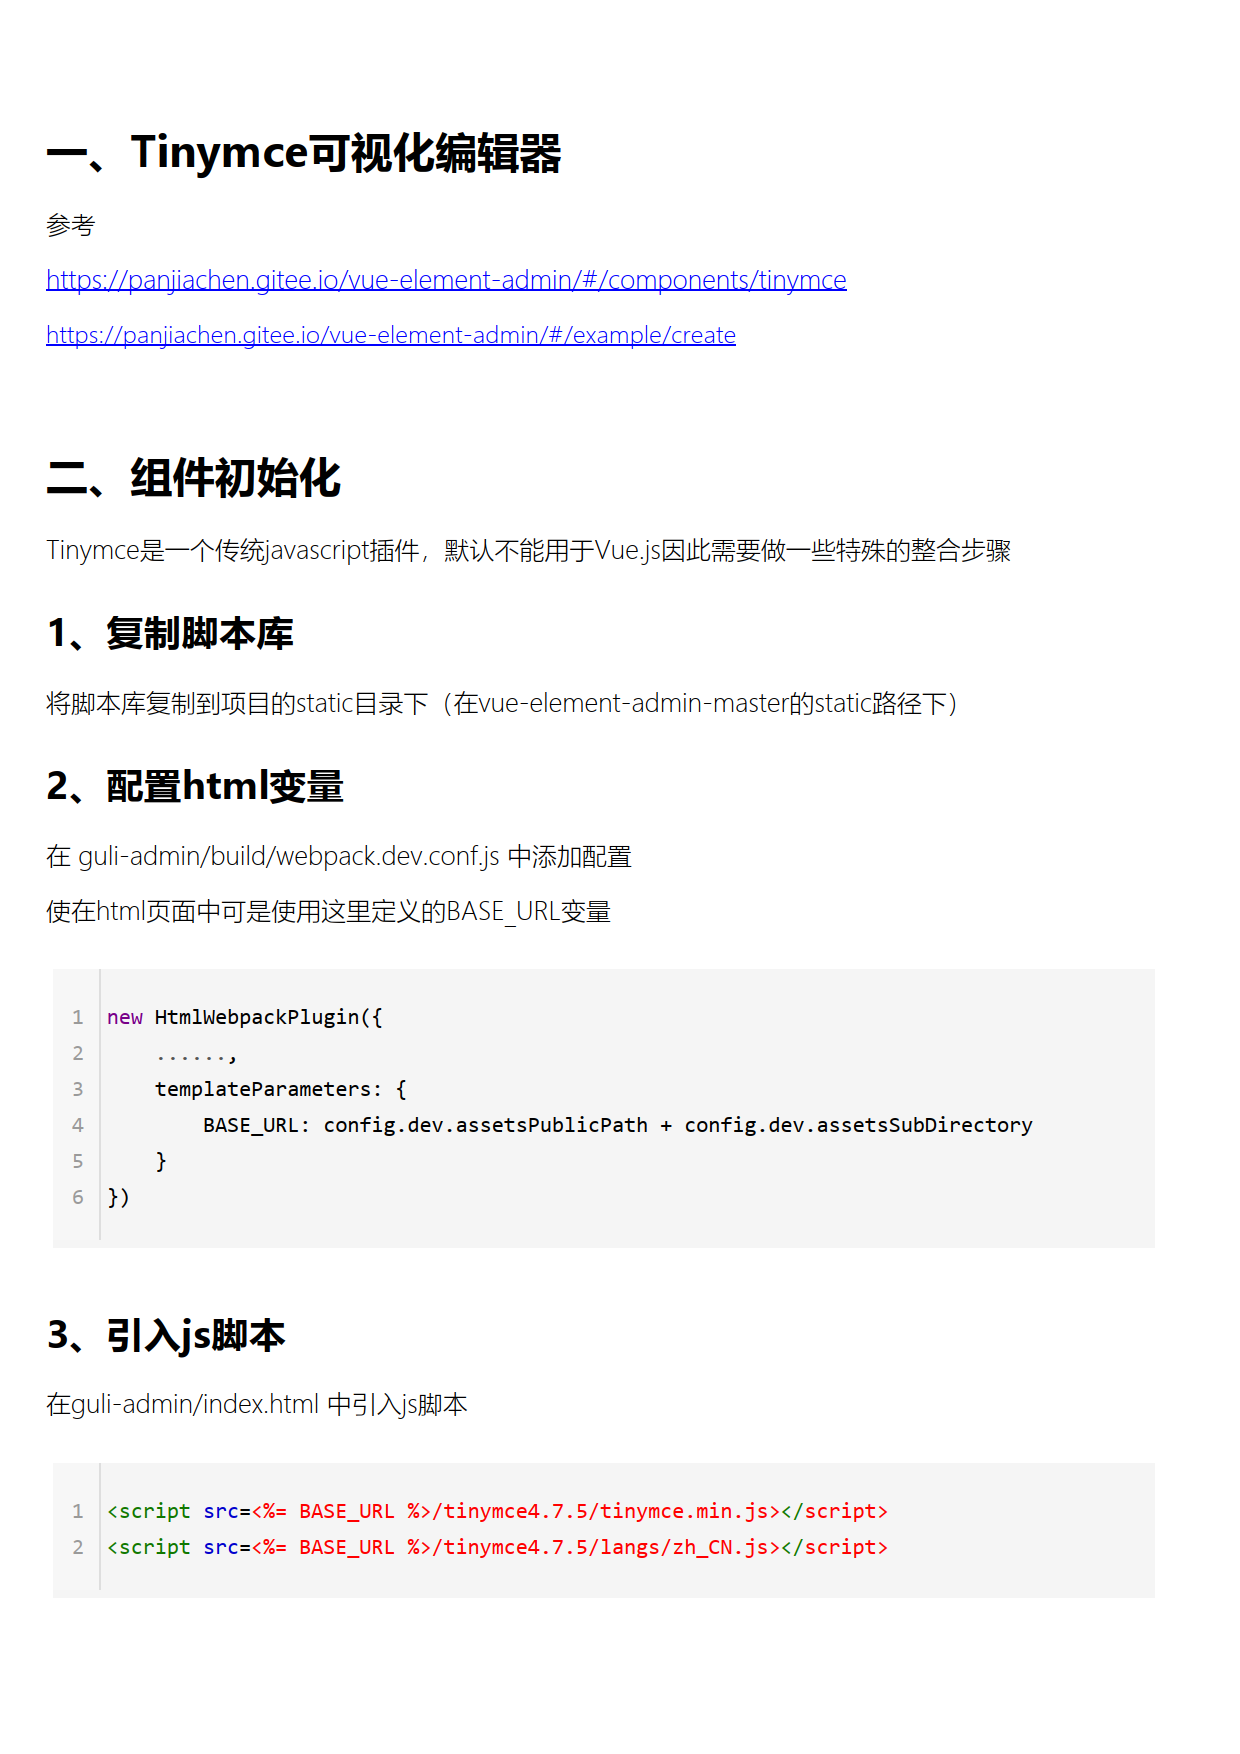 一、Tinymce可视化编辑器
参考
https://panjiachen.gitee.io/vue-element-admin/#/components/tinymce
https://panjiachen.gitee.io/vue-element-admin/#/example/create
二、组件初始化
Tinymce是一个传统javascript插件，默认不能用于Vue.js因此需要做一些特殊的整合步骤
1、复制脚本库
将脚本库复制到项目的static目录下（在vue-element-admin-master的static路径下）
2、配置html变量
在 guli-admin/build/webpack.dev.conf.js 中添加配置
使在html页面中可是使用这里定义的BASE_URL变量
1 new HtmlWebpackPlugin({
2     ......,
3     templateParameters: {
4         BASE_URL: config.dev.assetsPublicPath + config.dev.assetsSubDirectory
5     }
6 })
3、引入js脚本
在guli-admin/index.html 中引入js脚本
1 <script src=<%= BASE_URL %>/tinymce4.7.5/tinymce.min.js></script>
2 <script src=<%= BASE_URL %>/tinymce4.7.5/langs/zh_CN.js></script>